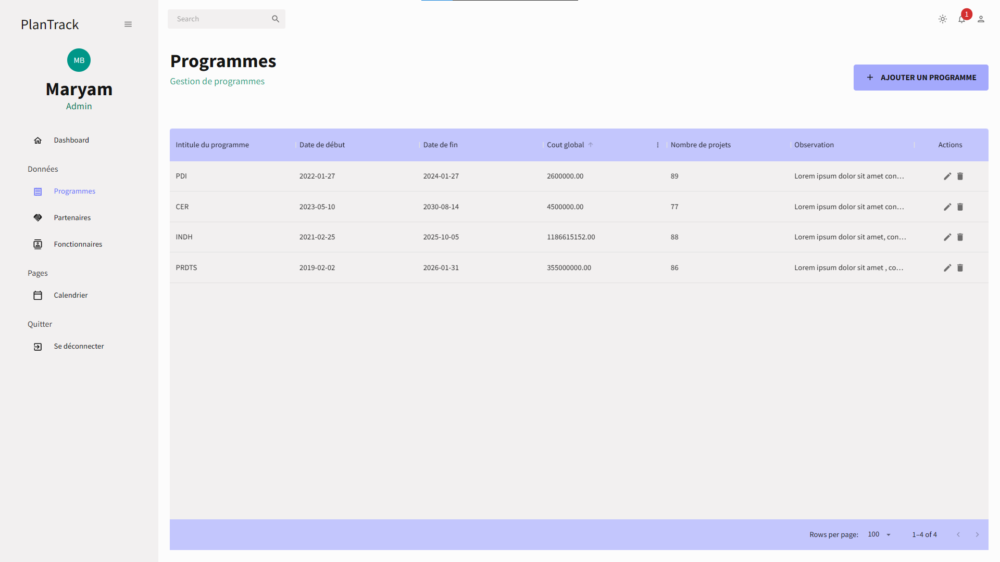 PlanTrack
MB
Maryam
Admin
Dashboard
Données
Programmes
Partenaires
Fonctionnaires
Pages
Calendrier
Quitter
Se déconnecter
Search
1
Programmes
Gestion de programmes
AJOUTER UN PROGRAMME
Intitule du programme Date de début Date de fin Cout global Nombre de projets Observation Actions
PDI 2022-01-27 2024-01-27 2600000.00 89 Lorem ipsum dolor sit amet con…
CER 2023-05-10 2030-08-14 4500000.00 77 Lorem ipsum dolor sit amet con…
INDH 2021-02-25 2025-10-05 1186615152.00 88 Lorem ipsum dolor sit amet, con…
PRDTS 2019-02-02 2026-01-31 355000000.00 86 Lorem ipsum dolor sit amet , co…
Rows per page: 100 1–4 of 4